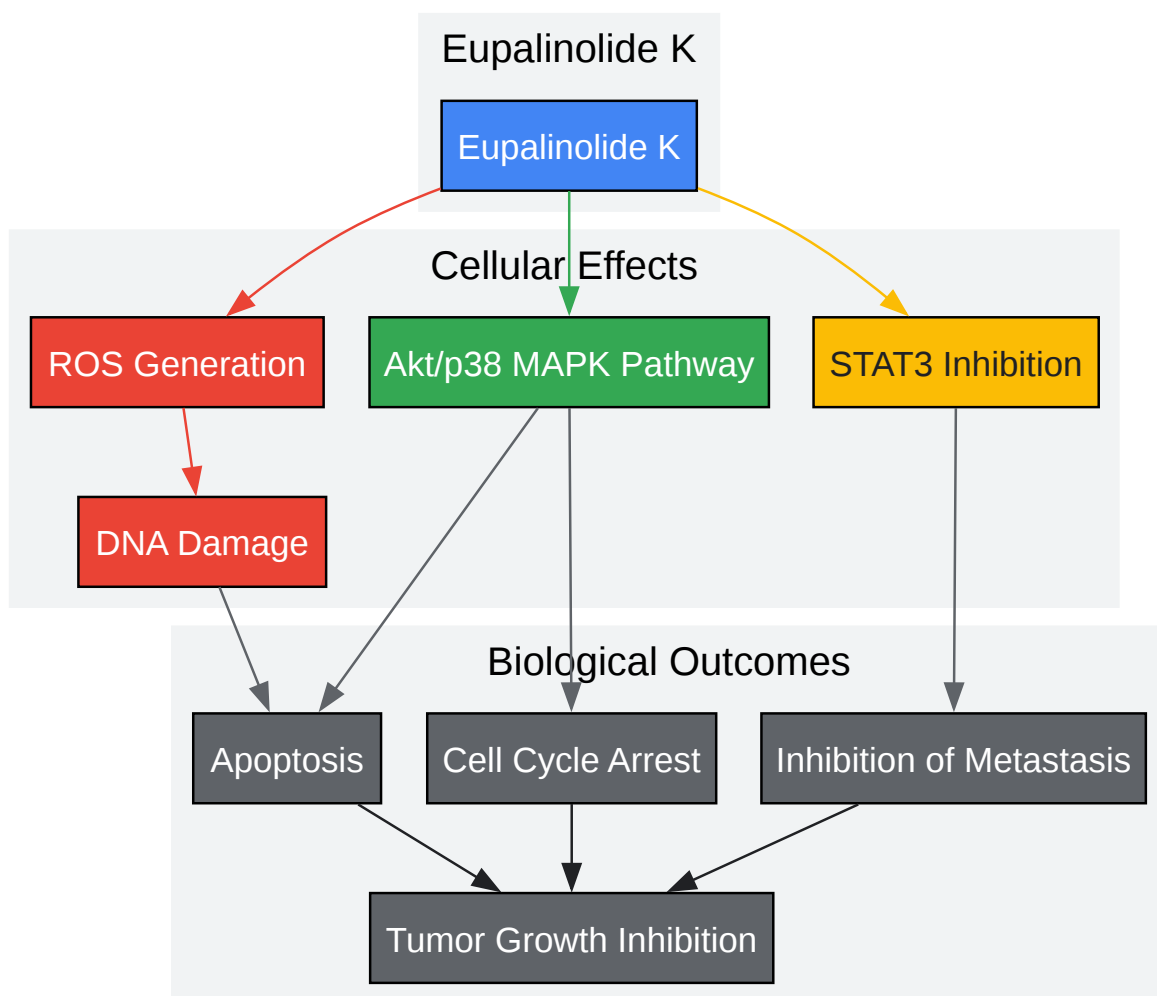 Eupalinolide K
Eupalinolide K
Cellular Effects
ROS Generation
Akt/p38 MAPK Pathway
STAT3 Inhibition
DNA Damage
Biological Outcomes
Apoptosis
Cell Cycle Arrest
Inhibition of Metastasis
Tumor Growth Inhibition